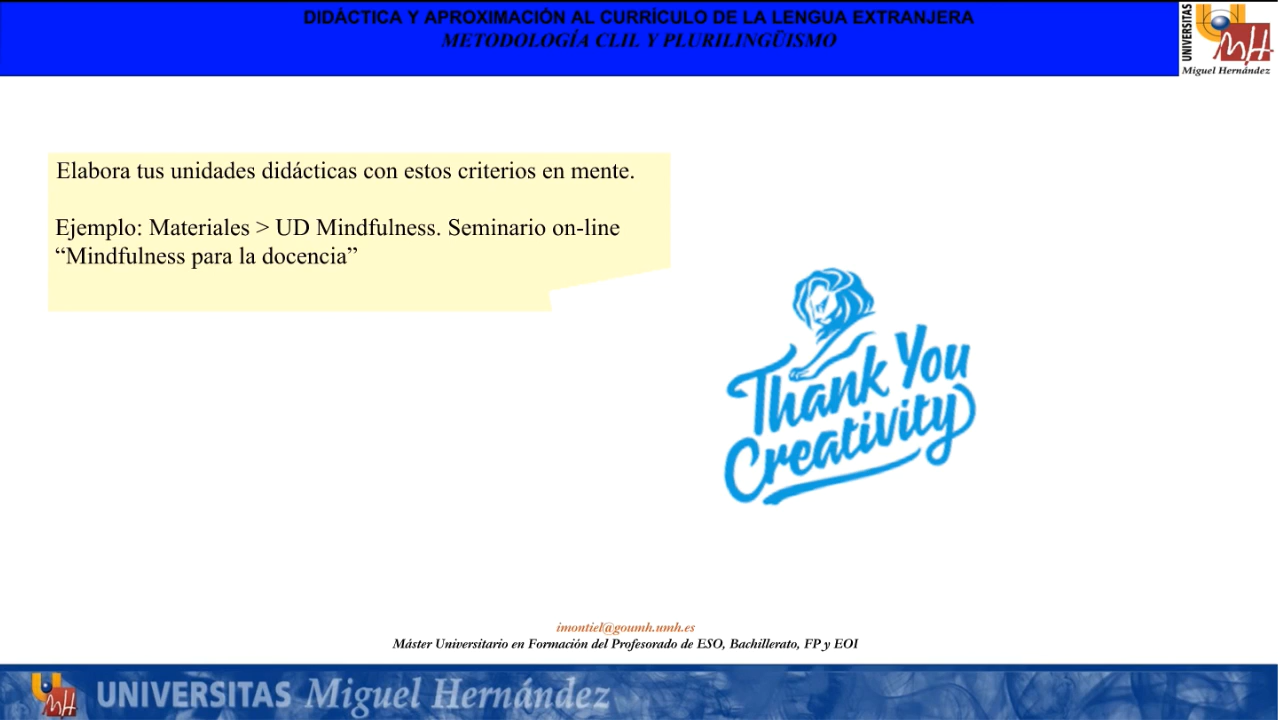 DIDÁCTICA Y APROXIMACIÓN AL CURRÍCULO DE LA LENGUA EXTRANJERA
METODOLOGÍA CLIL Y PLURILINGÜISMO
UNIVERSITAS
Miguel Hernández
Elabora tus unidades didácticas con estos criterios en mente.
Ejemplo: Materiales > UD Mindfulness. Seminario on-line
“Mindfulness para la docencia”
Thank You
Creativity
imontiel@goumh.umh.es
Máster Universitario en Formación del Profesorado de ESO, Bachillerato, FP y EOI
UNIVERSITAS Miguel Hernández